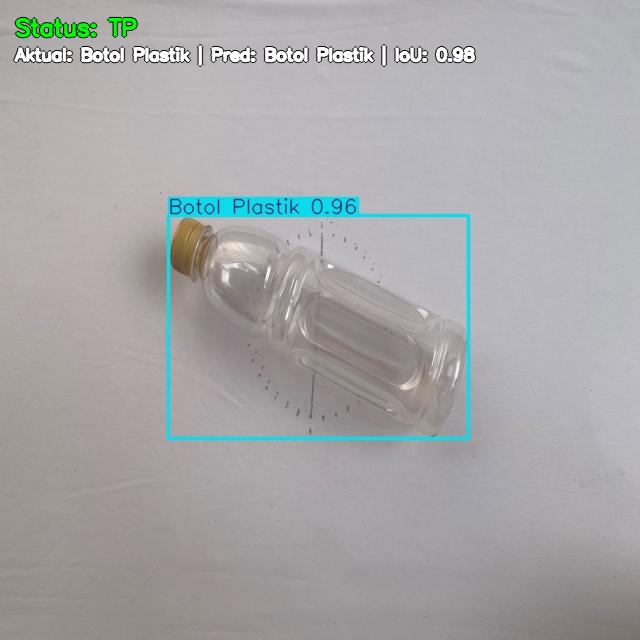 Status: TP
Aktual: Botol Plastik | Pred: Botol Plastik | IoU: 0.98
Botol Plastik 0.96